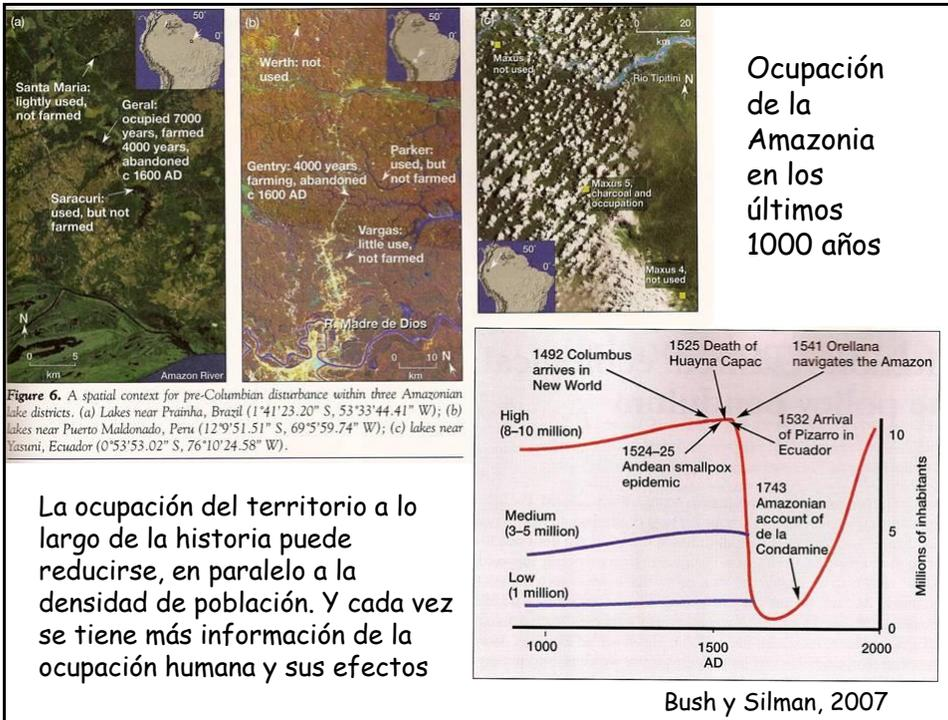 (a)
50°
0°
Santa Maria:
lightly used,
not farmed
Geral:
ocupied 7000
years, farmed
4000 years,
abandoned
c 1600 AD
Saracuri:
used, but not
farmed
N
0 5
km
Amazon River
(b)
50°
0°
Werth: not
used
Parker:
used, but
not farmed
Gentry: 4000 years
farming, abandoned
c 1600 AD
Vargas:
little use,
not farmed
R. Madre de Dios
0 10 N
km
(c)
0 20
km
Maxus
not used
Rio Tipitini
N
Maxus 5,
charcoal and
occupation
50°
0°
Maxus 4,
not used
Ocupación
de la
Amazonia
en los
últimos
1000 años
Figure 6. A spatial context for pre-Columbian disturbance within three Amazonian
lake districts. (a) Lakes near Prainha, Brazil (1°41'23.20" S, 53°33'44.41" W); (b)
lakes near Puerto Maldonado, Peru (12°9'51.51" S, 69°5'59.74" W); (c) lakes near
Yasuni, Ecuador (0°53'53.02" S, 76°10'24.58" W).
1492 Columbus
arrives in
New World
1525 Death of
Huayna Capac
1541 Orellana
navigates the Amazon
High
(8–10 million)
1524–25
Andean smallpox
epidemic
1532 Arrival
of Pizarro in
Ecuador
1743
Amazonian
account of
de la
Condamine
Medium
(3–5 million)
Low
(1 million)
10
5
0
Millions of inhabitants
1000
1500
2000
AD
La ocupación del territorio a lo
largo de la historia puede
reducirse, en paralelo a la
densidad de población. Y cada vez
se tiene más información de la
ocupación humana y sus efectos
Bush y Silman, 2007